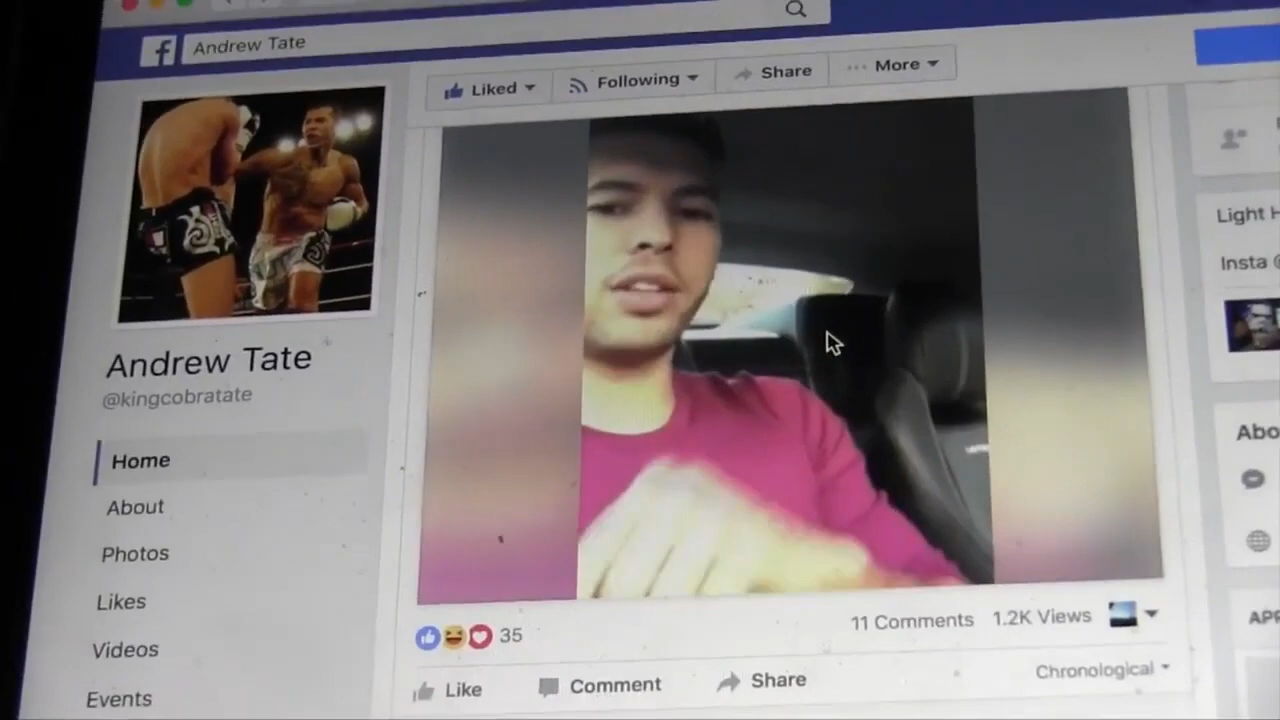 Andrew Tate
Liked
Following
Share
More
Andrew Tate
@kingcobratate
Home
About
Photos
Likes
Videos
Events
35
11 Comments
1.2K Views
Like
Comment
Share
Chronological
Light H
Insta @
Abo
APP